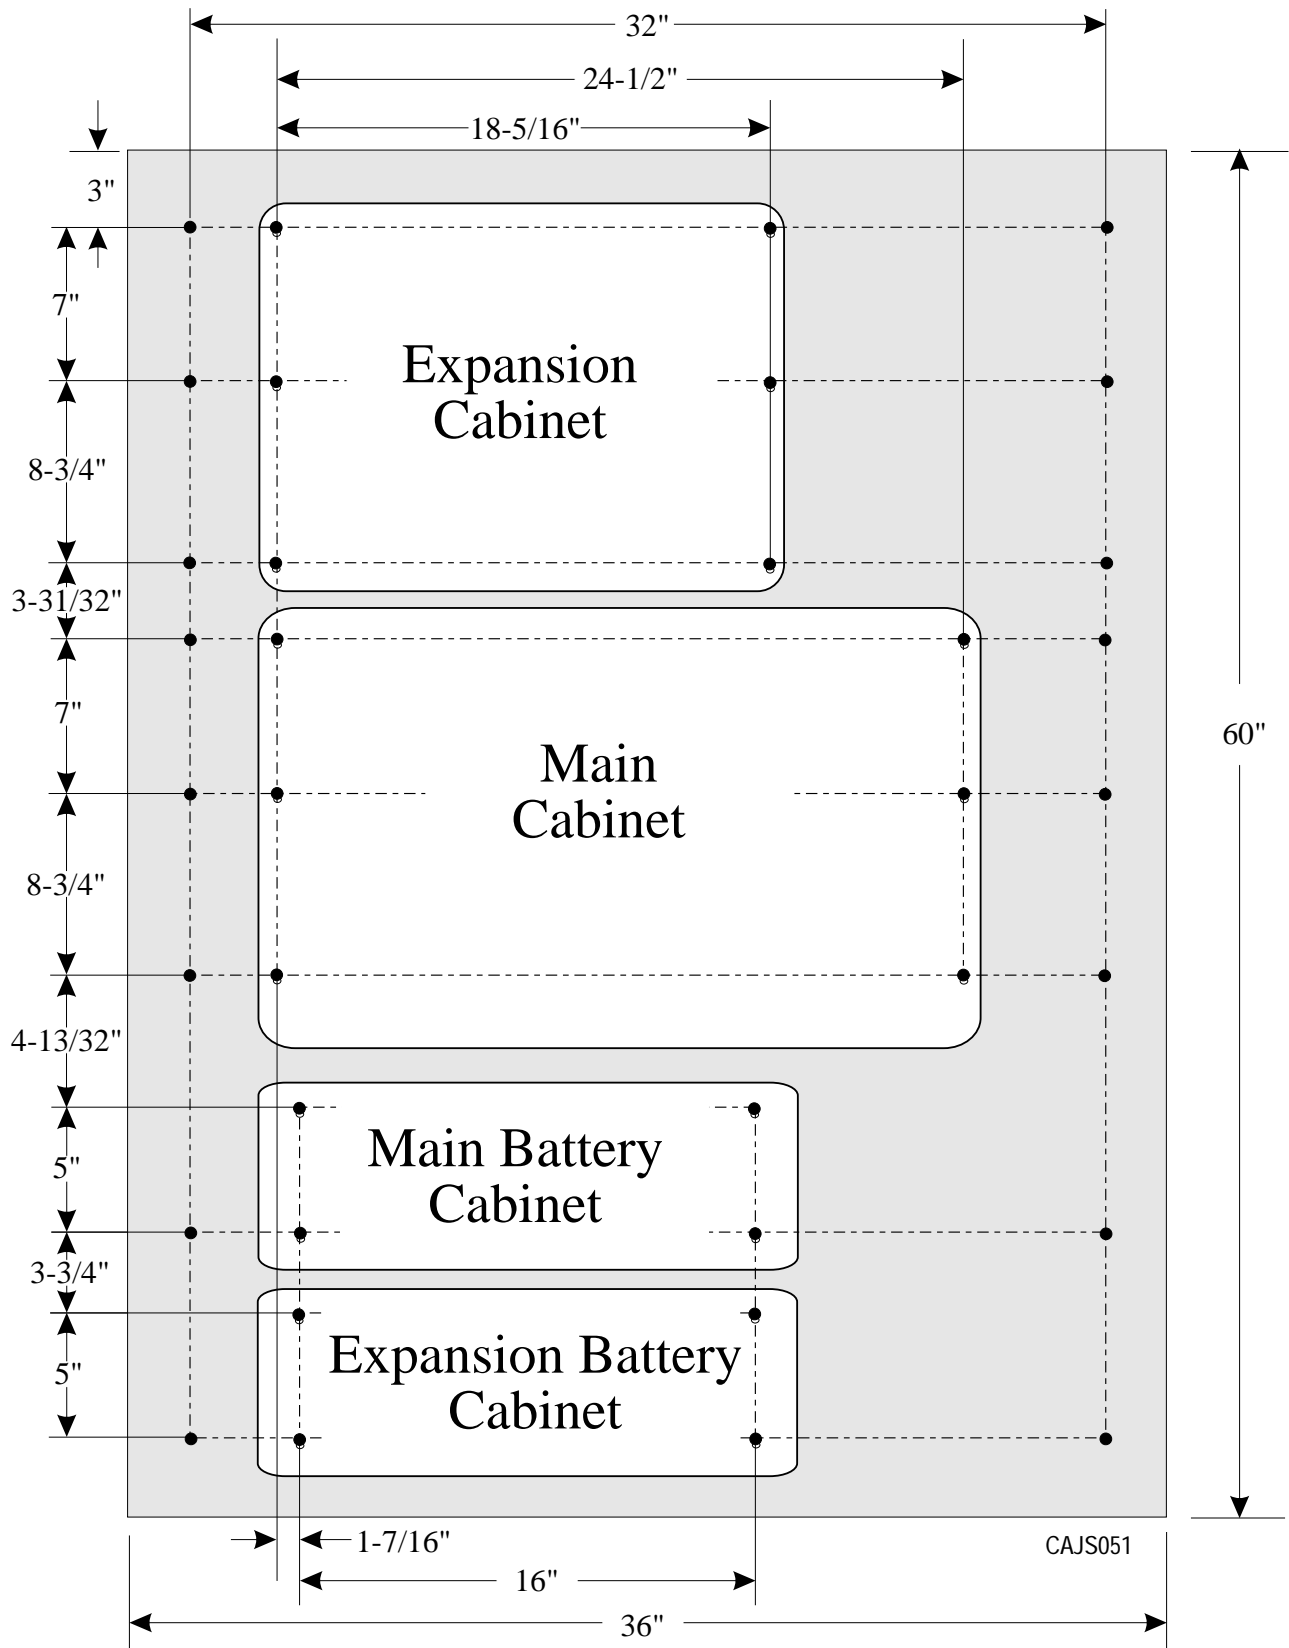 32"
24-1/2"
18-5/16"
3"
7"
Expansion
Cabinet
8-3/4"
3-31/32"
7"
Main
Cabinet
60"
8-3/4"
4-13/32"
Main Battery
Cabinet
5"
3-3/4"
Expansion Battery
Cabinet
5"
1-7/16"
CAJS051
16"
36"